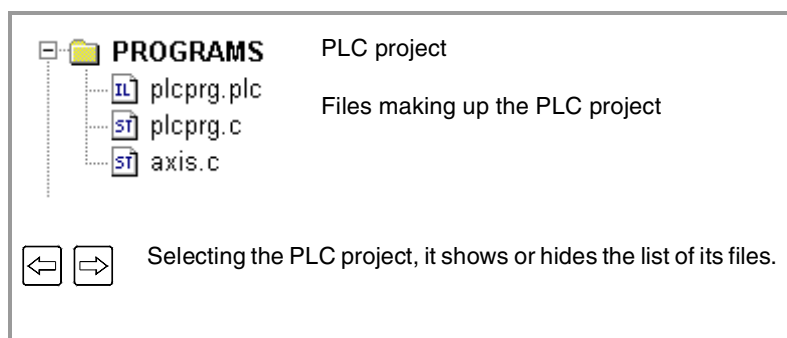 PROGRAMS PLC project
IL plcprg.plc
Files making up the PLC project
ST plcprg.c
ST axis.c
Selecting the PLC project, it shows or hides the list of its files.